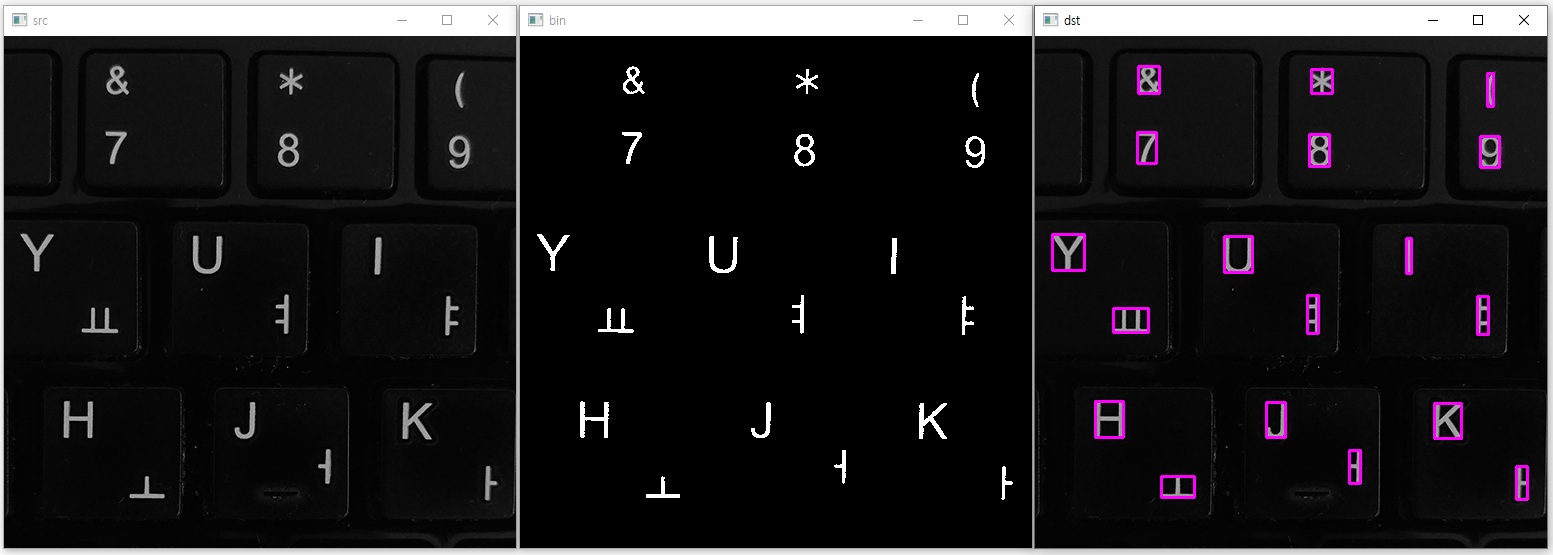 src
& * (
7 8 9
Y U I
ㅛ ㅕ ㅑ
H J K
ㅗ ㅓ ㅏ
bin
& * (
7 8 9
Y U I
ㅛ ㅕ ㅑ
H J K
ㅗ ㅓ ㅏ
dst
& * (
7 8 9
Y U I
ㅛ ㅕ ㅑ
H J K
ㅗ ㅓ ㅏ